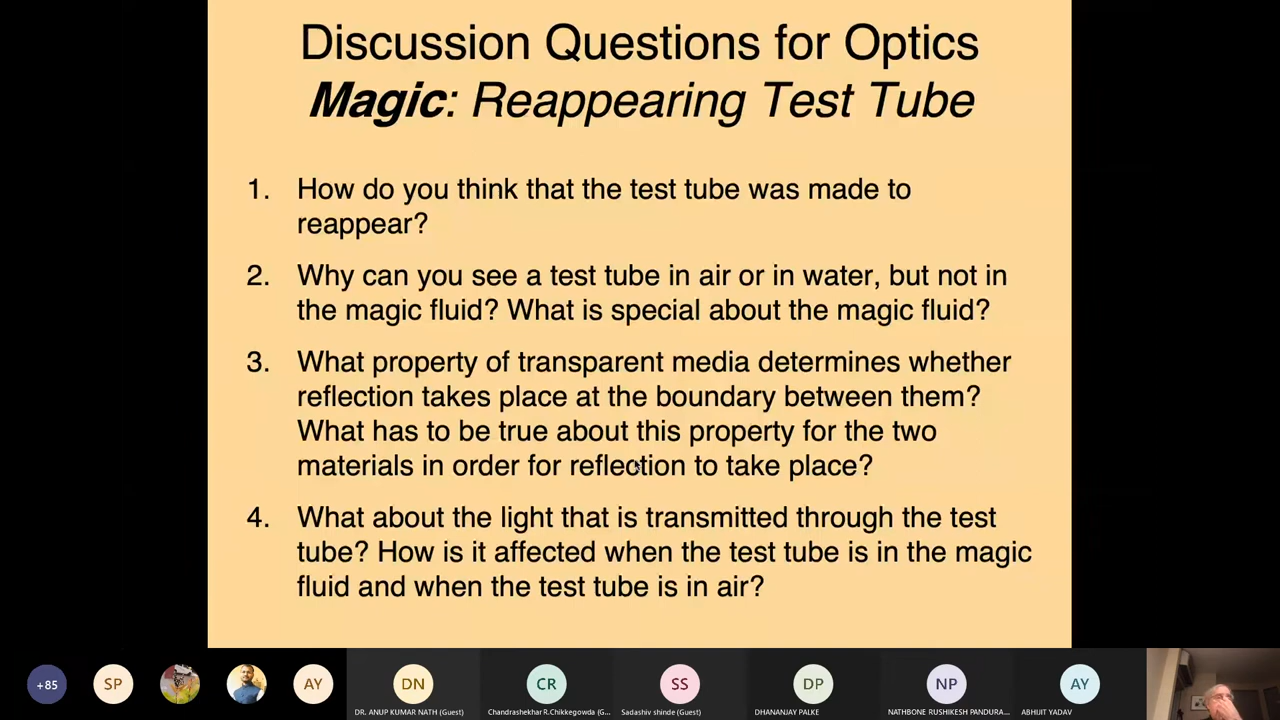 Discussion Questions for Optics
Magic: Reappearing Test Tube
1. How do you think that the test tube was made to
reappear?
2. Why can you see a test tube in air or in water, but not in
the magic fluid? What is special about the magic fluid?
3. What property of transparent media determines whether
reflection takes place at the boundary between them?
What has to be true about this property for the two
materials in order for reflection to take place?
4. What about the light that is transmitted through the test
tube? How is it affected when the test tube is in the magic
fluid and when the test tube is in air?
+85 SP AY DN CR SS DP NP AY
DR. ANUP KUMAR NATH (Guest) Chandrashekhar R.Chikkegowda (G... Sadashiv shinde (Guest) DHANANJAY PALKE NATHBONE RUSHIKESH PANDURA... ABHIJIT YADAV